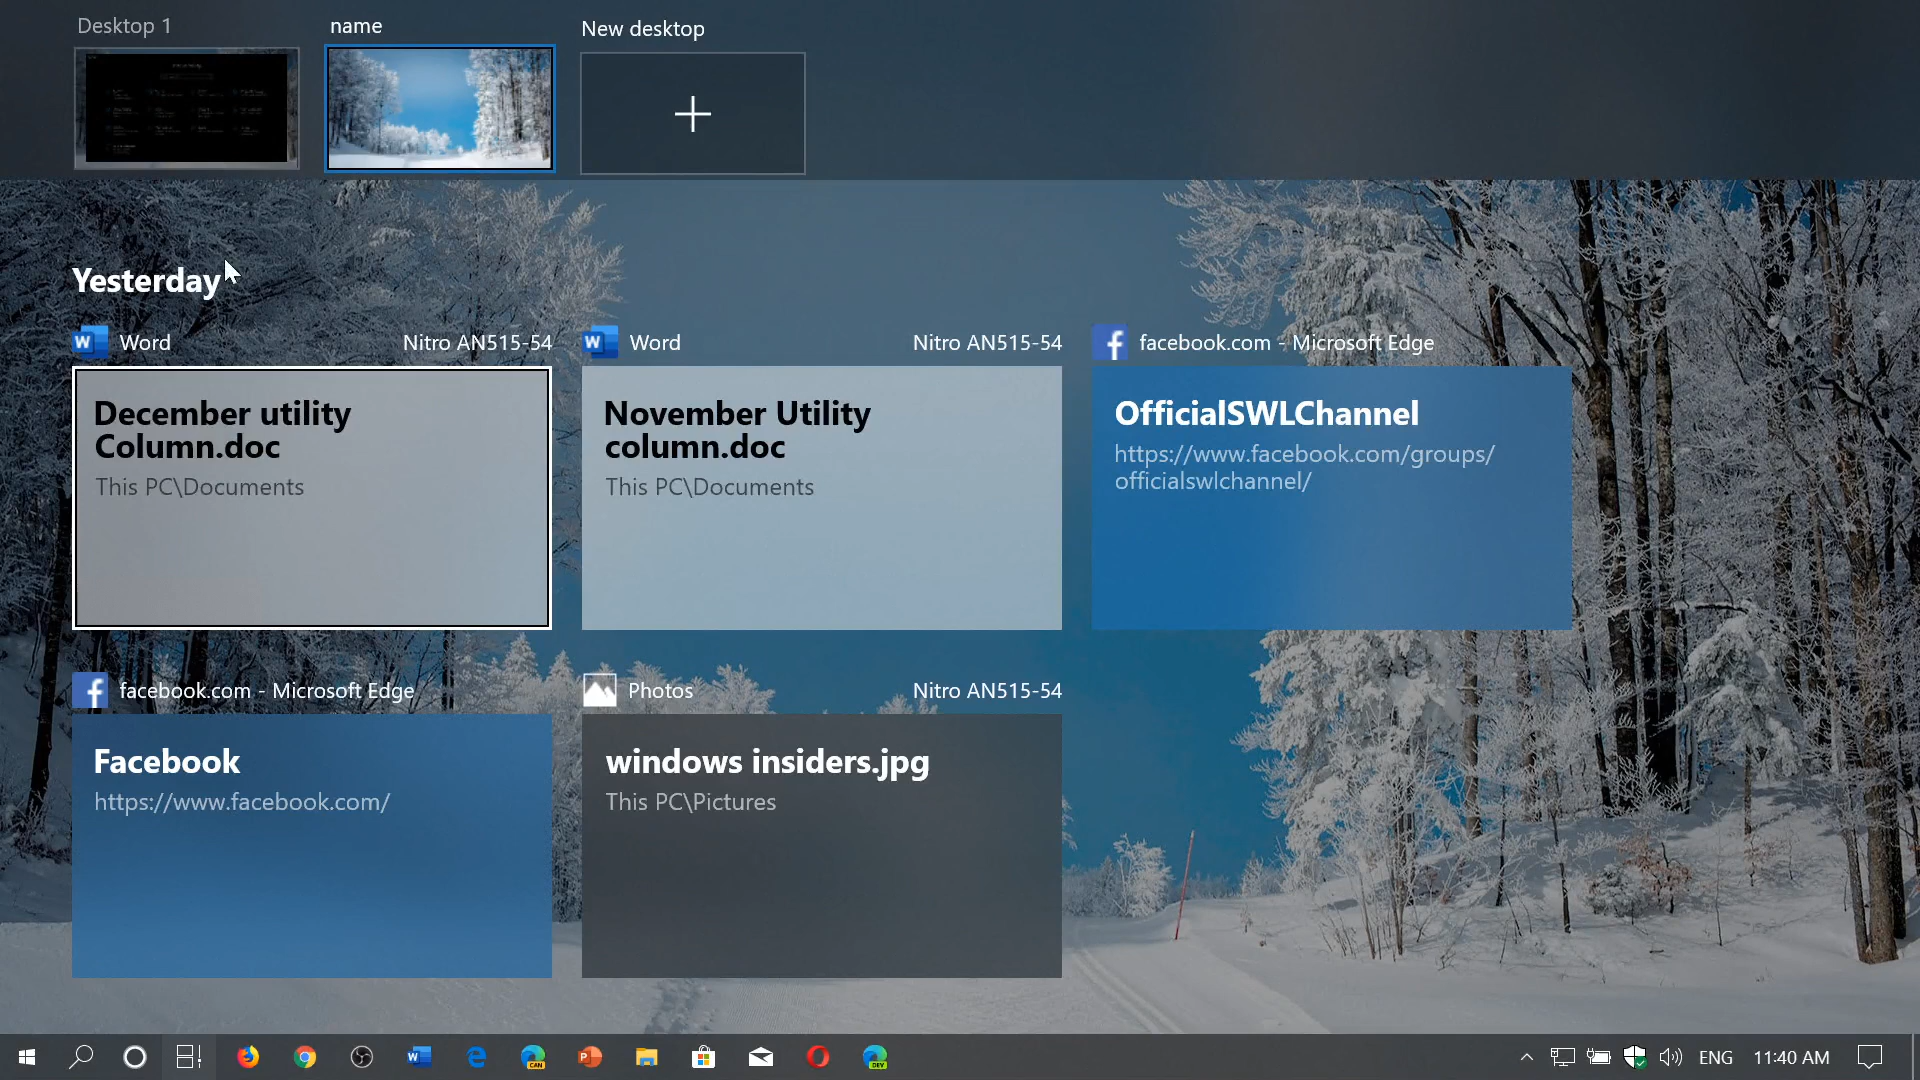 Desktop 1
name
New desktop
Yesterday
Word
Nitro AN515-54
Word
Nitro AN515-54
facebook.com - Microsoft Edge
December utility
Column.doc
This PC\Documents
November Utility
column.doc
This PC\Documents
OfficialSWLChannel
https://www.facebook.com/groups/
officialswlchannel/
facebook.com - Microsoft Edge
Photos
Nitro AN515-54
Facebook
https://www.facebook.com/
windows insiders.jpg
This PC\Pictures
CAN
DEV
ENG
11:40 AM